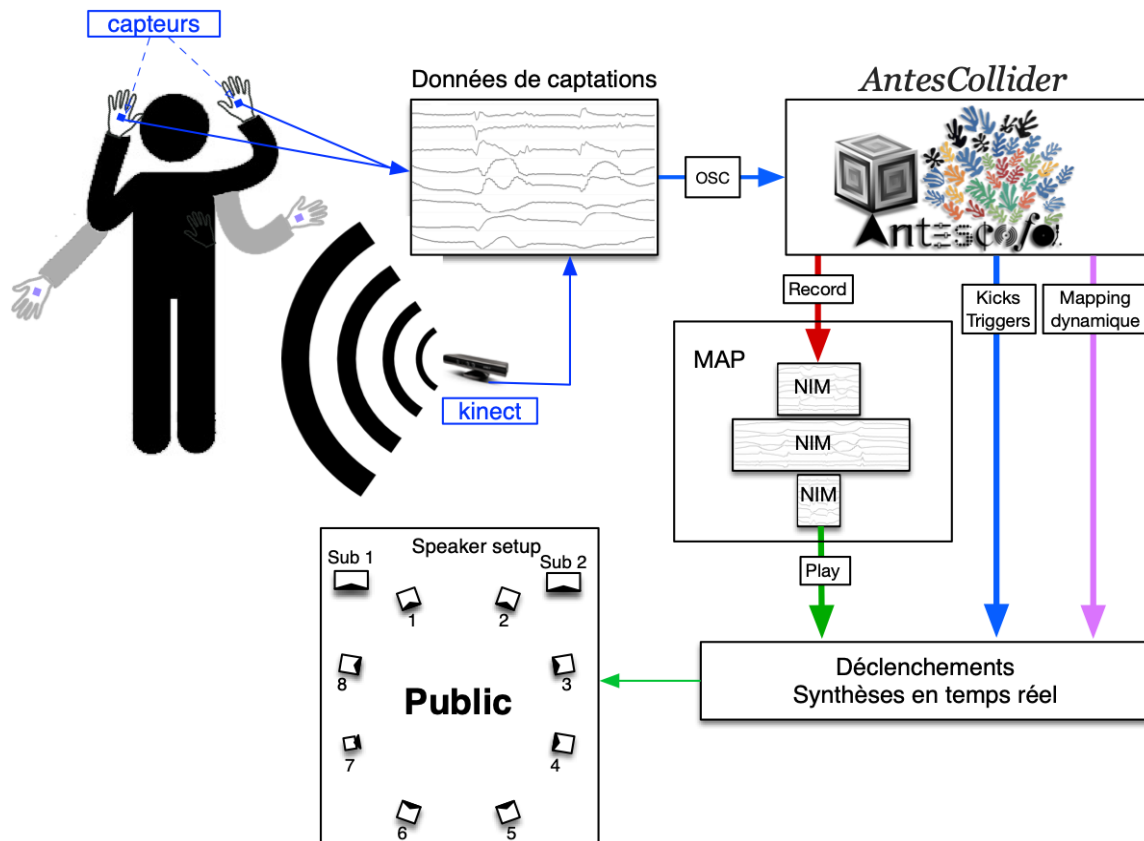 capteurs
Données de captations
AntesCollider
OSC
Antescofo
Record
Kicks
Triggers
Mapping
dynamique
MAP
NIM
NIM
NIM
kinect
Play
Speaker setup
Sub 1
Sub 2
1
2
8
3
Public
7
4
6
5
Déclenchements
Synthèses en temps réel